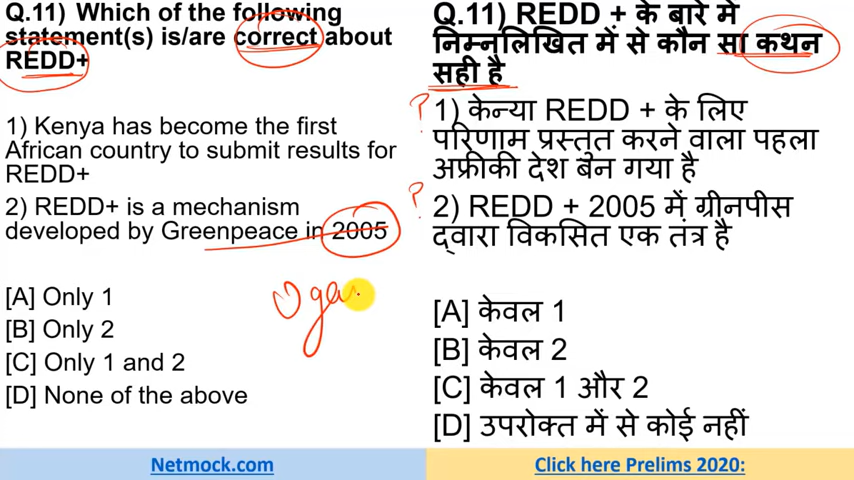 Q.11) Which of the following
statement(s) is/are correct about
REDD+
1) Kenya has become the first
African country to submit results for
REDD+
2) REDD+ is a mechanism
developed by Greenpeace in 2005
[A] Only 1
[B] Only 2
[C] Only 1 and 2
[D] None of the above
Ugan
Q.11) REDD + के बारे मे
निम्नलिखित में से कौन सा कथन
सही है
? 1) केन्या REDD + के लिए
परिणाम प्रस्तुत करने वाला पहला
अफ्रीकी देश बन गया है
? 2) REDD + 2005 में ग्रीनपीस
द्वारा विकसित एक तंत्र है
[A] केवल 1
[B] केवल 2
[C] केवल 1 और 2
[D] उपरोक्त में से कोई नहीं
Netmock.com
Click here Prelims 2020: